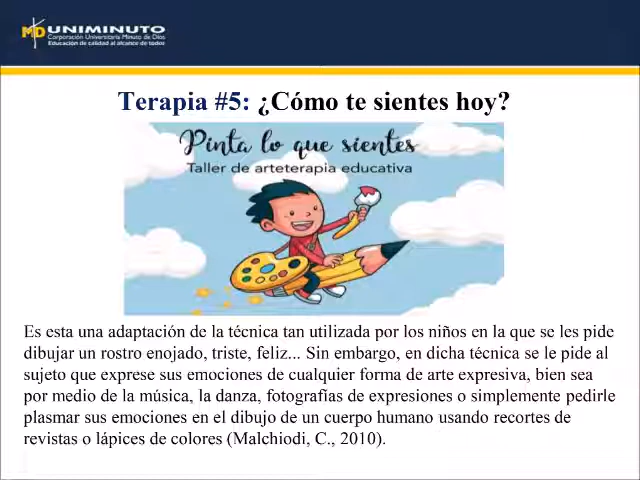 UNIMINUTO
Corporación Universitaria Minuto de Dios
Educación de calidad al alcance de todos
Terapia #5: ¿Cómo te sientes hoy?
Pinta lo que sientes
Taller de arteterapia educativa
Es esta una adaptación de la técnica tan utilizada por los niños en la que se les pide
dibujar un rostro enojado, triste, feliz... Sin embargo, en dicha técnica se le pide al
sujeto que exprese sus emociones de cualquier forma de arte expresiva, bien sea
por medio de la música, la danza, fotografías de expresiones o simplemente pedirle
plasmar sus emociones en el dibujo de un cuerpo humano usando recortes de
revistas o lápices de colores (Malchiodi, C., 2010).